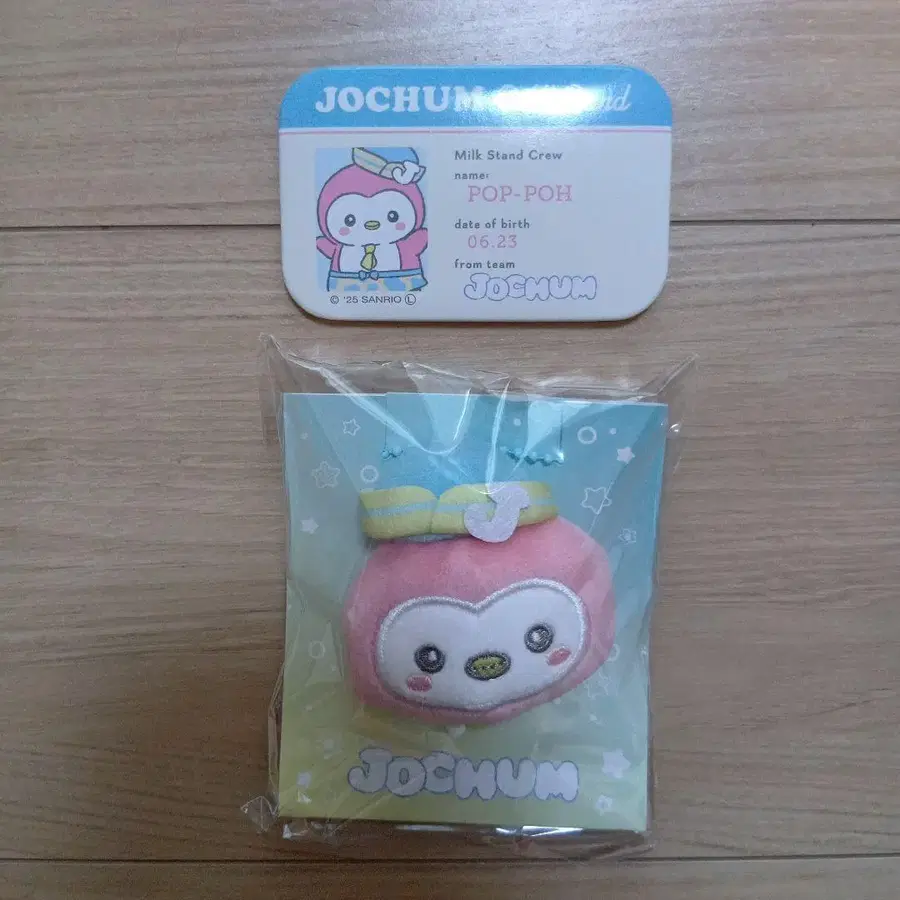 JOCHUM
Milk Stand Crew
name:
POP-POH
date of birth
06.23
from team
JOCHUM
© '25 SANRIO Ⓛ
J
JOCHUM